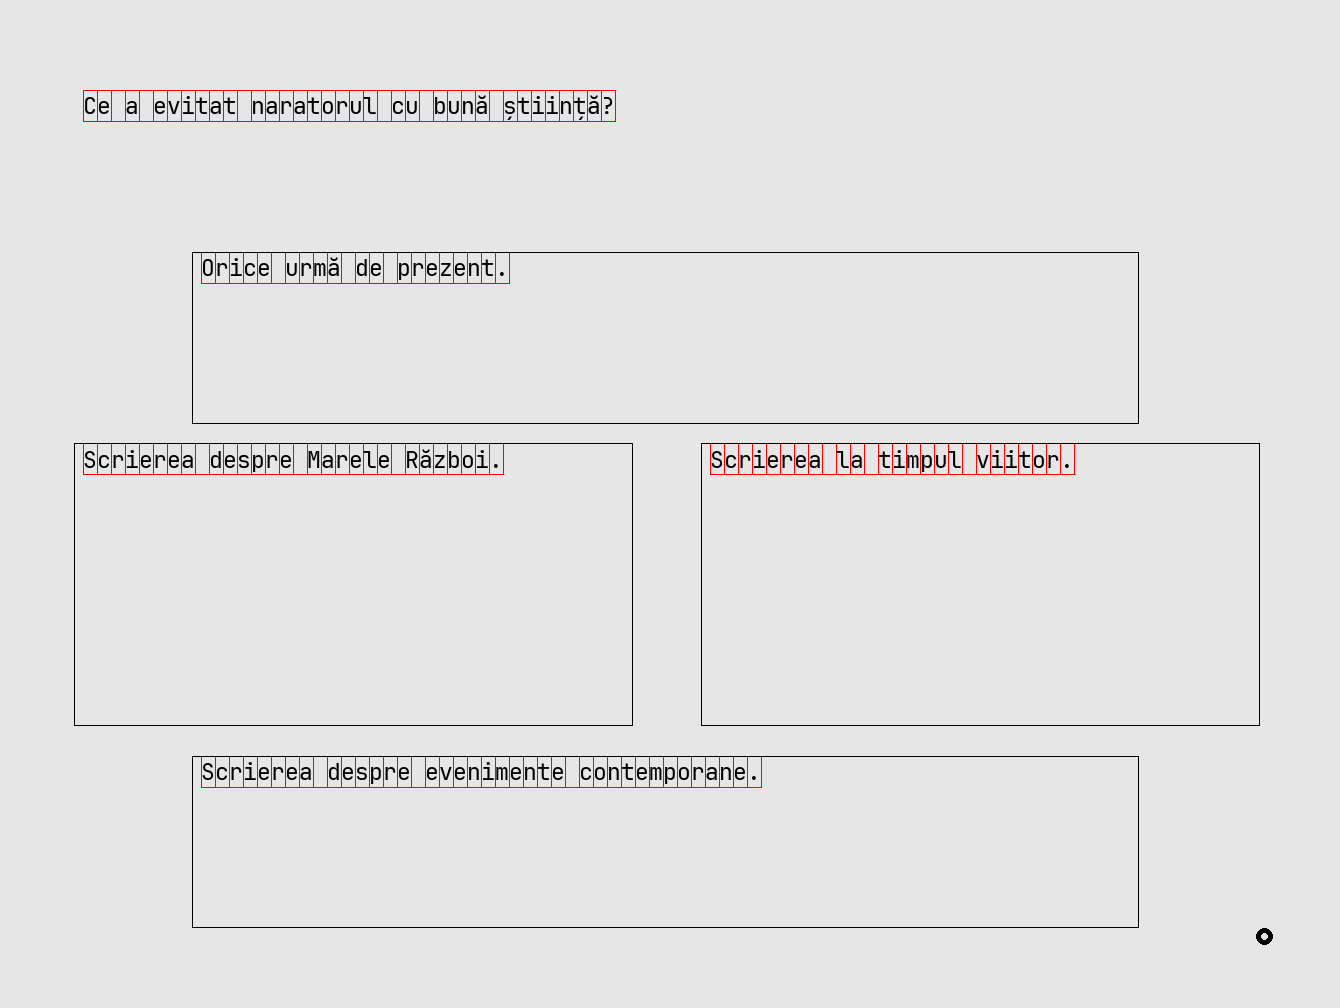 Ce a evitat naratorul cu bună știință?
Orice urmă de prezent.
Scrierea despre Marele Război.
Scrierea la timpul viitor.
Scrierea despre evenimente contemporane.